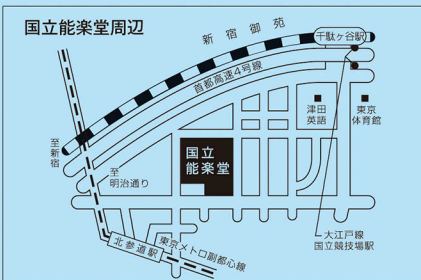 国立能楽堂周辺
新宿御苑
千駄ヶ谷駅
首都高速4号線
津田
英語
東京
体育館
至
新宿
国立
能楽堂
至
明治通り
大江戸線
国立競技場駅
北参道駅
東京メトロ副都心線